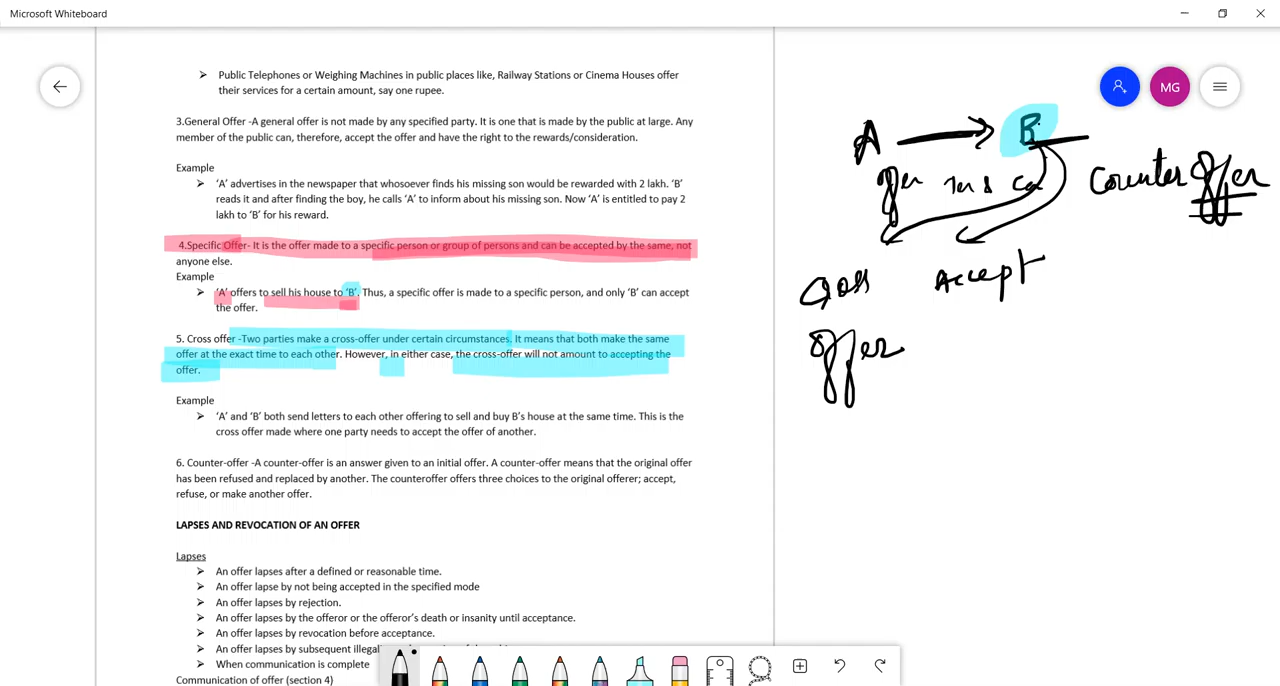 Microsoft Whiteboard
➢ Public Telephones or Weighing Machines in public places like, Railway Stations or Cinema Houses offer
their services for a certain amount, say one rupee.
3.General Offer -A general offer is not made by any specified party. It is one that is made by the public at large. Any
member of the public can, therefore, accept the offer and have the right to the rewards/consideration.
Example
➢ ‘A’ advertises in the newspaper that whosoever finds his missing son would be rewarded with 2 lakh. ‘B’
reads it and after finding the boy, he calls ‘A’ to inform about his missing son. Now ‘A’ is entitled to pay 2
lakh to ‘B’ for his reward.
4.Specific Offer- It is the offer made to a specific person or group of persons and can be accepted by the same, not
anyone else.
Example
➢ ‘A’ offers to sell his house to ‘B’. Thus, a specific offer is made to a specific person, and only ‘B’ can accept
the offer.
5. Cross offer -Two parties make a cross-offer under certain circumstances. It means that both make the same
offer at the exact time to each other. However, in either case, the cross-offer will not amount to accepting the
offer.
Example
➢ ‘A’ and ‘B’ both send letters to each other offering to sell and buy B’s house at the same time. This is the
cross offer made where one party needs to accept the offer of another.
6. Counter-offer -A counter-offer is an answer given to an initial offer. A counter-offer means that the original offer
has been refused and replaced by another. The counteroffer offers three choices to the original offerer; accept,
refuse, or make another offer.
LAPSES AND REVOCATION OF AN OFFER
Lapses
➢ An offer lapses after a defined or reasonable time.
➢ An offer lapse by not being accepted in the specified mode
➢ An offer lapses by rejection.
➢ An offer lapses by the offeror or the offeror’s death or insanity until acceptance.
➢ An offer lapses by revocation before acceptance.
➢ An offer lapses by subsequent
➢ When communication is complete
Communication of offer (section 4)
MG
A B
offer
Counter Offer
Accept
Cross
offer